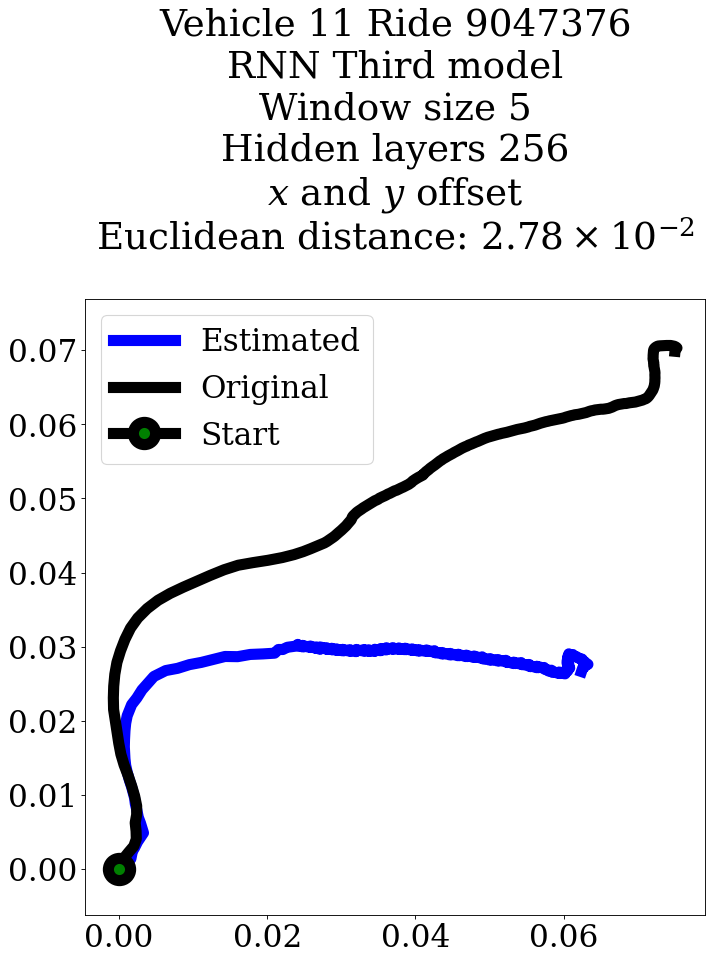 Vehicle 11 Ride 9047376
RNN Third model
Window size 5
Hidden layers 256
x and y offset
Euclidean distance: 2.78 × 10⁻²
Estimated
Original
Start
0.07
0.06
0.05
0.04
0.03
0.02
0.01
0.00
0.00 0.02 0.04 0.06